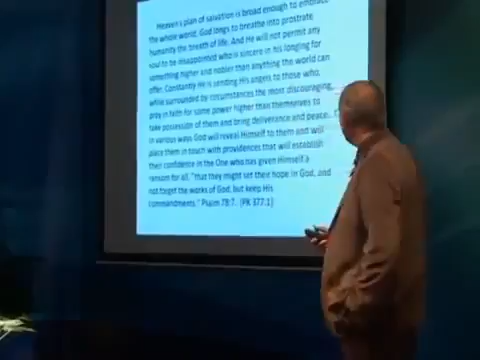 Heaven's plan of salvation is broad enough to embrace
the whole world. God longs to breathe into prostrate
humanity the breath of life. And He will not permit any
soul to be disappointed who is sincere in his longing for
something higher and nobler than anything the world can
offer. Constantly He is sending His angels to those who,
while surrounded by circumstances the most discouraging,
pray in faith for some power higher than themselves to
take possession of them and bring deliverance and peace.
In various ways God will reveal Himself to them and will
place them in touch with providences that will establish
their confidence in the One who has given Himself a
ransom for all, "that they might set their hope in God, and
not forget the works of God, but keep His
commandments." Psalm 78:7. (PK 377.1)